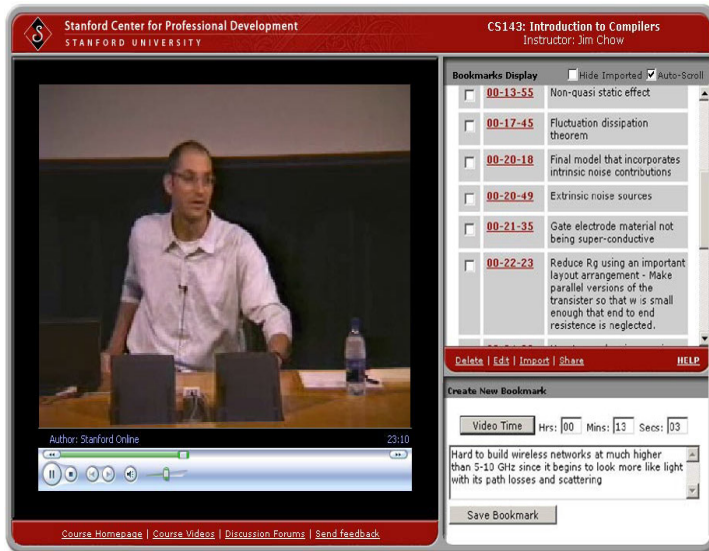 Stanford Center for Professional Development
STANFORD UNIVERSITY
CS143: Introduction to Compilers
Instructor: Jim Chow
Bookmarks Display
Hide Imported
Auto-Scroll
00-13-55 Non-quasi static effect
00-17-45 Fluctuation dissipation
theorem
00-20-18 Final model that incorporates
intrinsic noise contributions
00-20-49 Extrinsic noise sources
00-21-35 Gate electrode material not
being super-conductive
00-22-23 Reduce Rg using an important
layout arrangement - Make
parallel versions of the
transister so that w is small
enough that end to end
resistence is neglected.
Delete | Edit | Import | Share
HELP
Create New Bookmark
Video Time Hrs: 00 Mins: 13 Secs: 03
Hard to build wireless networks at much higher
than 5-10 GHz since it begins to look more like light
with its path losses and scattering
Save Bookmark
Author: Stanford Online
23:10
Course Homepage | Course Videos | Discussion Forums | Send feedback